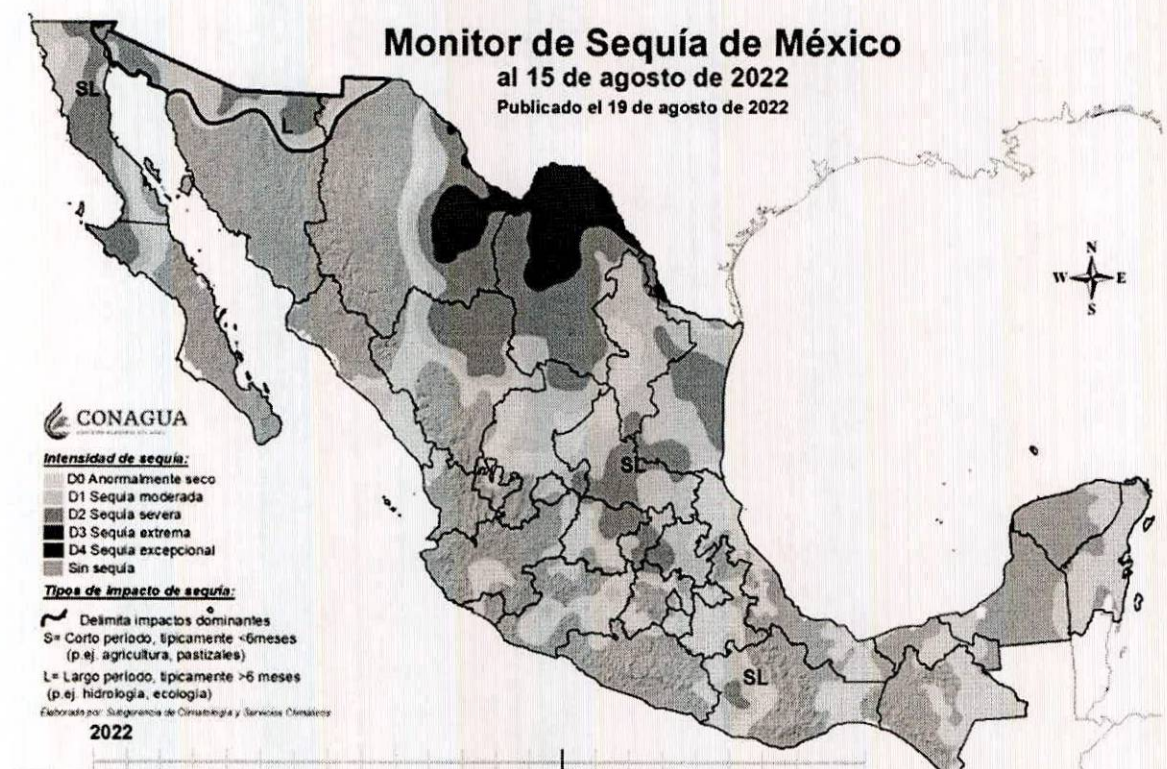 Monitor de Sequía de México
al 15 de agosto de 2022
Publicado el 19 de agosto de 2022
SL
L
N
W E
S
CONAGUA
Intensidad de sequía:
D0 Anormalmente seco
D1 Sequía moderada
D2 Sequía severa
D3 Sequía extrema
D4 Sequía excepcional
Sin sequía
Tipos de impacto de sequía:
Delimita impactos dominantes
S= Corto periodo, tipicamente <6meses
(p.ej. agricultura, pastizales)
L= Largo periodo, tipicamente >6 meses
(p.ej. hidrología, ecología)
Elaborado por: Subgerencia de Climatología y Servicios Climáticos
2022
SL
SL